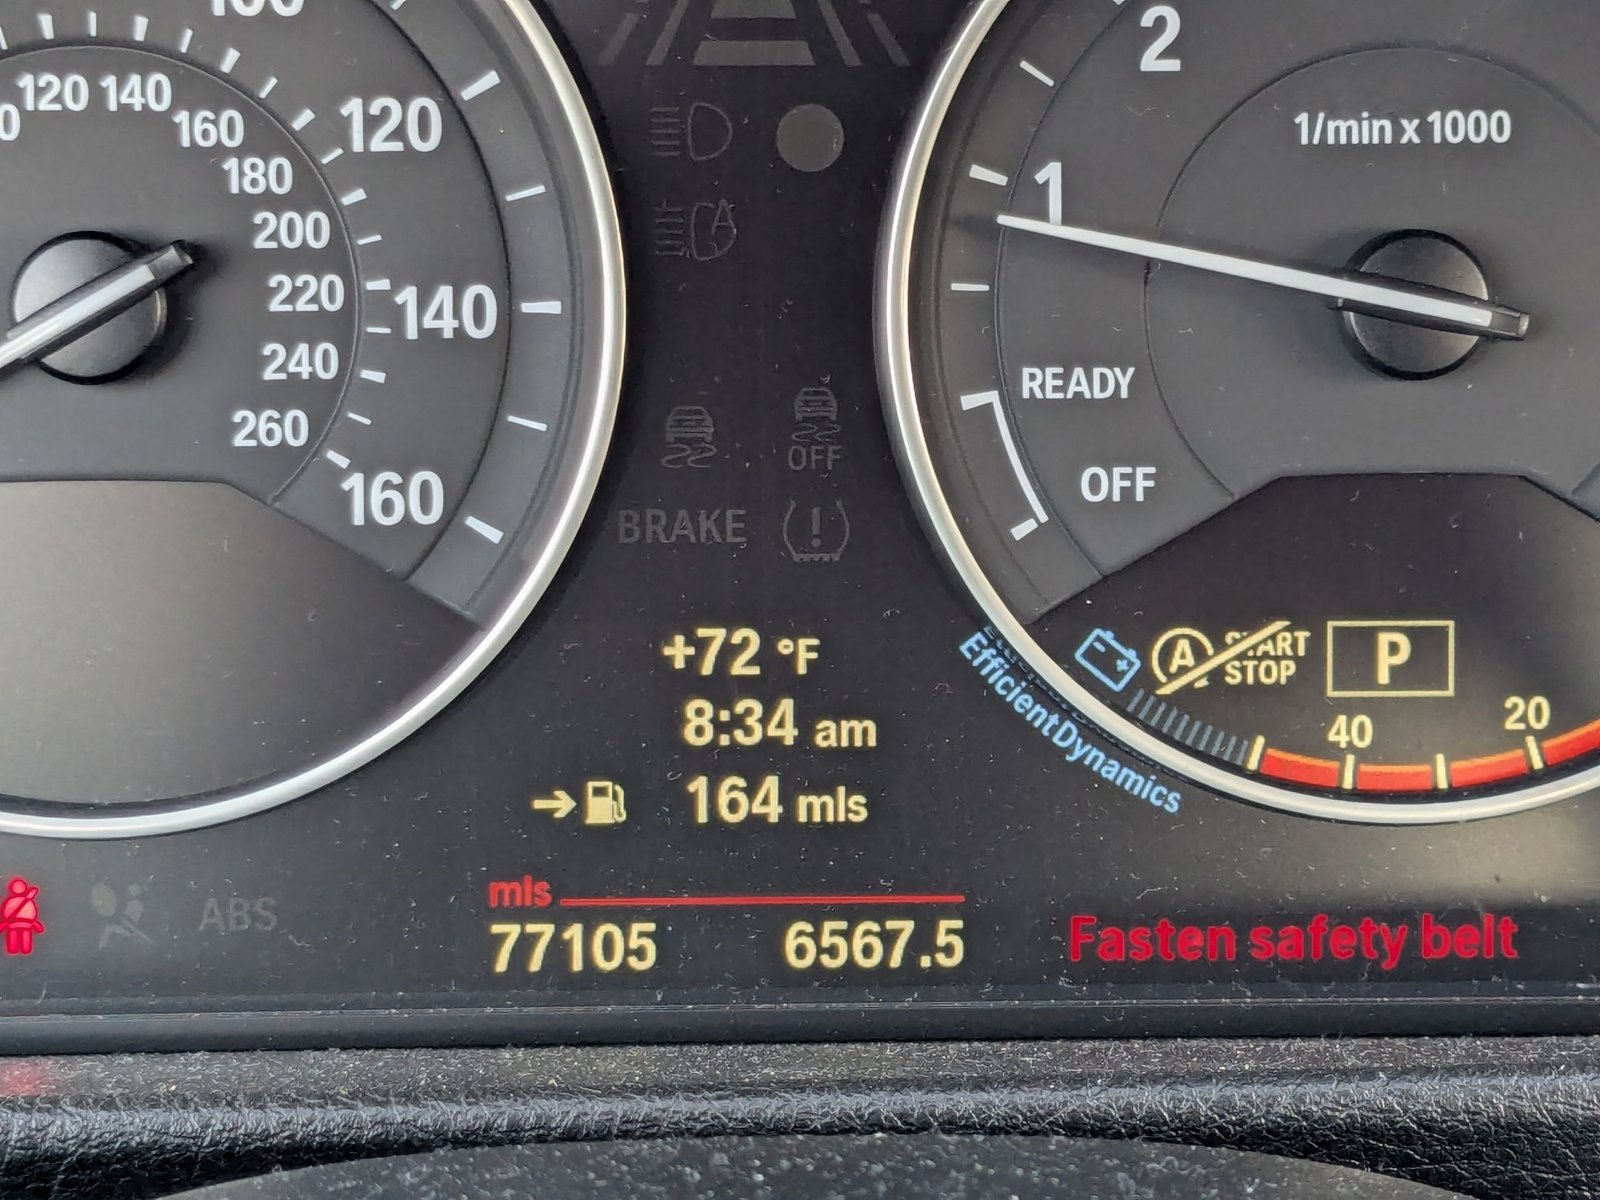 120 140
160
180
200
220
240
260
120
140
160
2
1/min x 1000
1
READY
OFF
OFF
BRAKE
+72 °F
8:34 am
164 mls
EfficientDynamics
A START
STOP
P
40
20
ABS
mls
77105 6567.5
Fasten safety belt